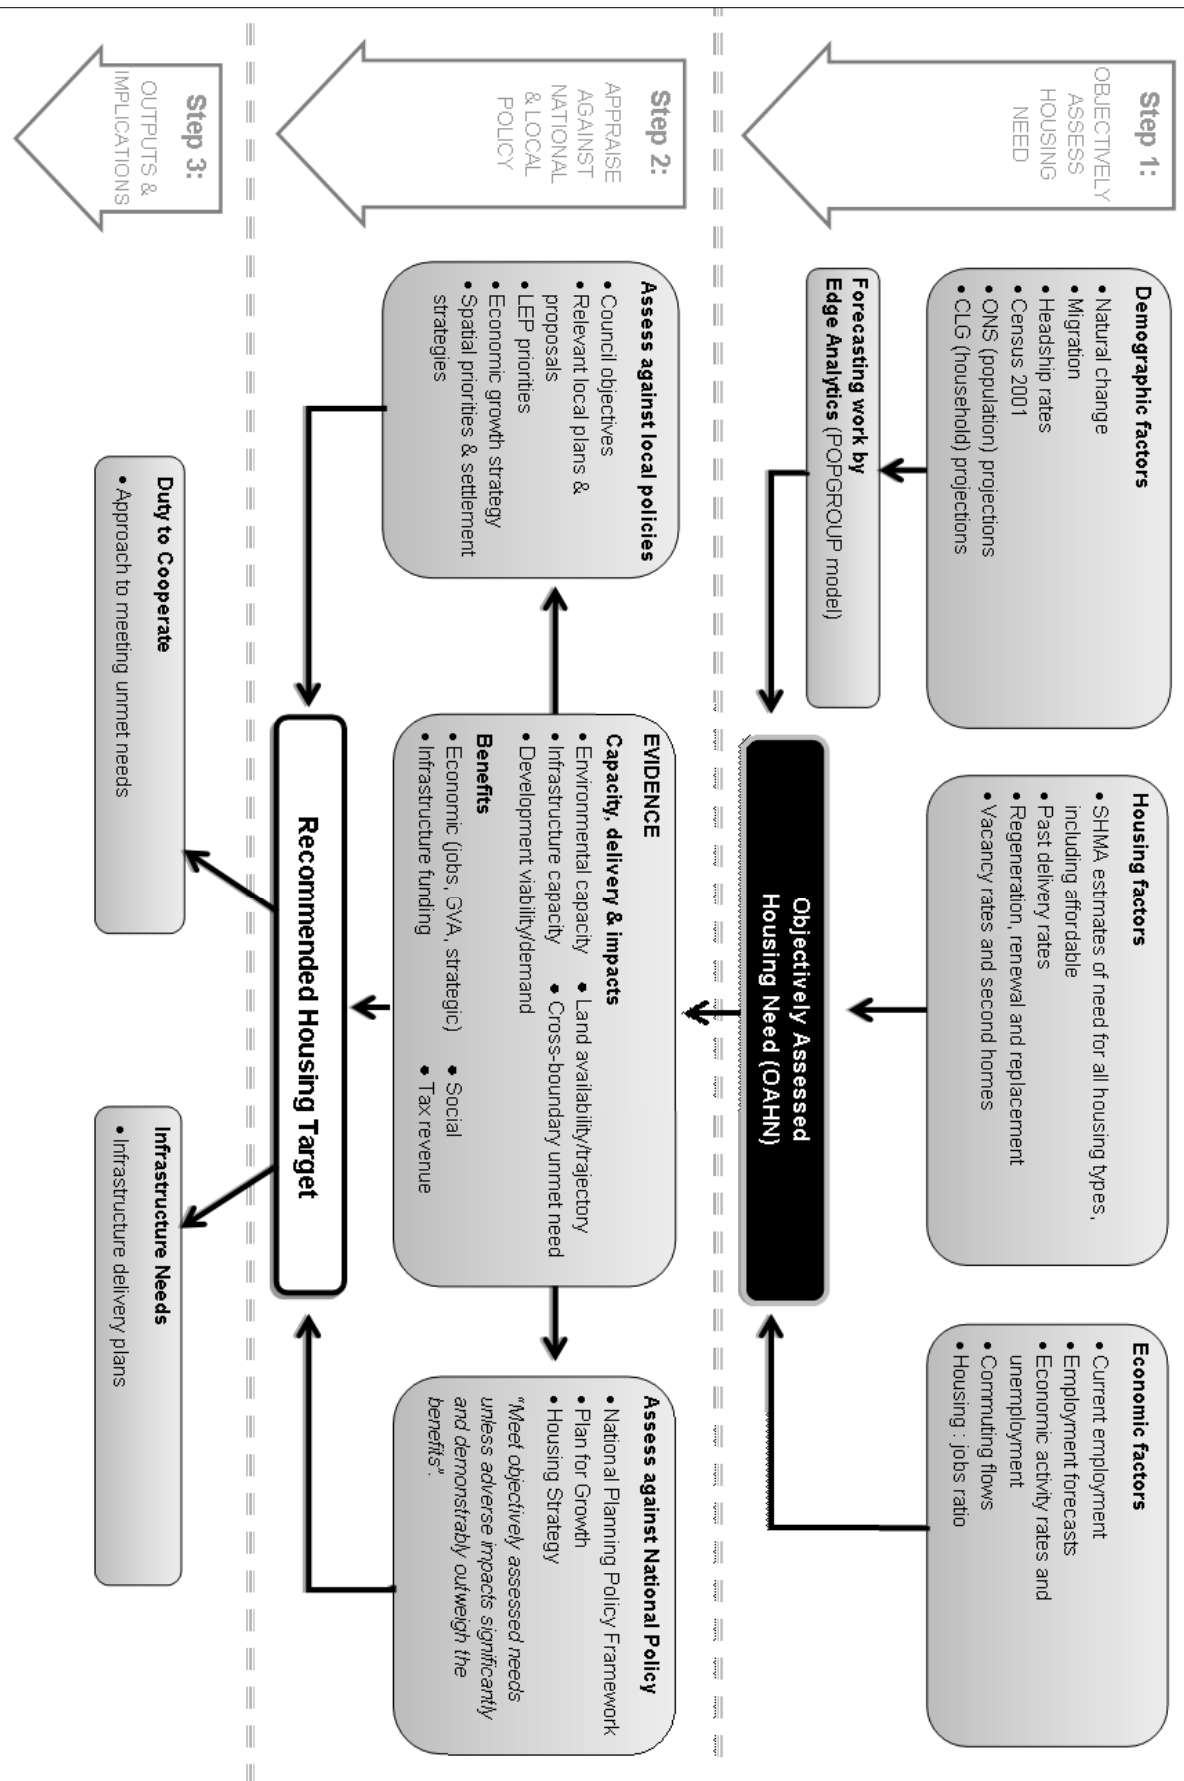 Step 1:
OBJECTIVELY
ASSESS
HOUSING
NEED
Demographic factors
• Natural change
• Migration
• Headship rates
• Census 2001
• ONS (population) projections
• CLG (household) projections
Forecasting work by
Edge Analytics (POPGROUP model)
Housing factors
• SHMA estimates of need for all housing types,
including affordable
• Past delivery rates
• Regeneration, renewal and replacement
• Vacancy rates and second homes
Economic factors
• Current employment
• Employment forecasts
• Economic activity rates and
unemployment
• Commuting flows
• Housing : jobs ratio
Objectively Assessed
Housing Need (OAHN)
Step 2:
APPRAISE
AGAINST
NATIONAL
& LOCAL
POLICY
Assess against local policies
• Council objectives
• Relevant local plans &
proposals
• LEP priorities
• Economic growth strategy
• Spatial priorities & settlement
strategies
EVIDENCE
Capacity, delivery & impacts
• Environmental capacity • Land availability/trajectory
• Infrastructure capacity • Cross-boundary unmet need
• Development viability/demand
Benefits
• Economic (jobs, GVA, strategic) • Social
• Infrastructure funding • Tax revenue
Assess against National Policy
• National Planning Policy Framework
• Plan for Growth
• Housing Strategy
"Meet objectively assessed needs
unless adverse impacts significantly
and demonstrably outweigh the
benefits".
Recommended Housing Target
Step 3:
OUTPUTS &
IMPLICATIONS
Duty to Cooperate
• Approach to meeting unmet needs
Infrastructure Needs
• Infrastructure delivery plans